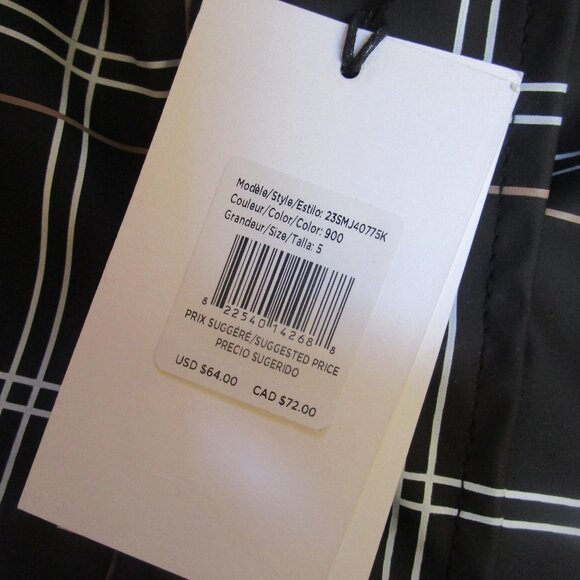 Modèle/Style/Estilo: 23SMJ40775K
Couleur/Color/Color: 900
Grandeur/Size/Talla: 5
8 22540 14268 8
PRIX SUGGÉRÉ/SUGGESTED PRICE
PRECIO SUGERIDO
USD $64.00 CAD $72.00